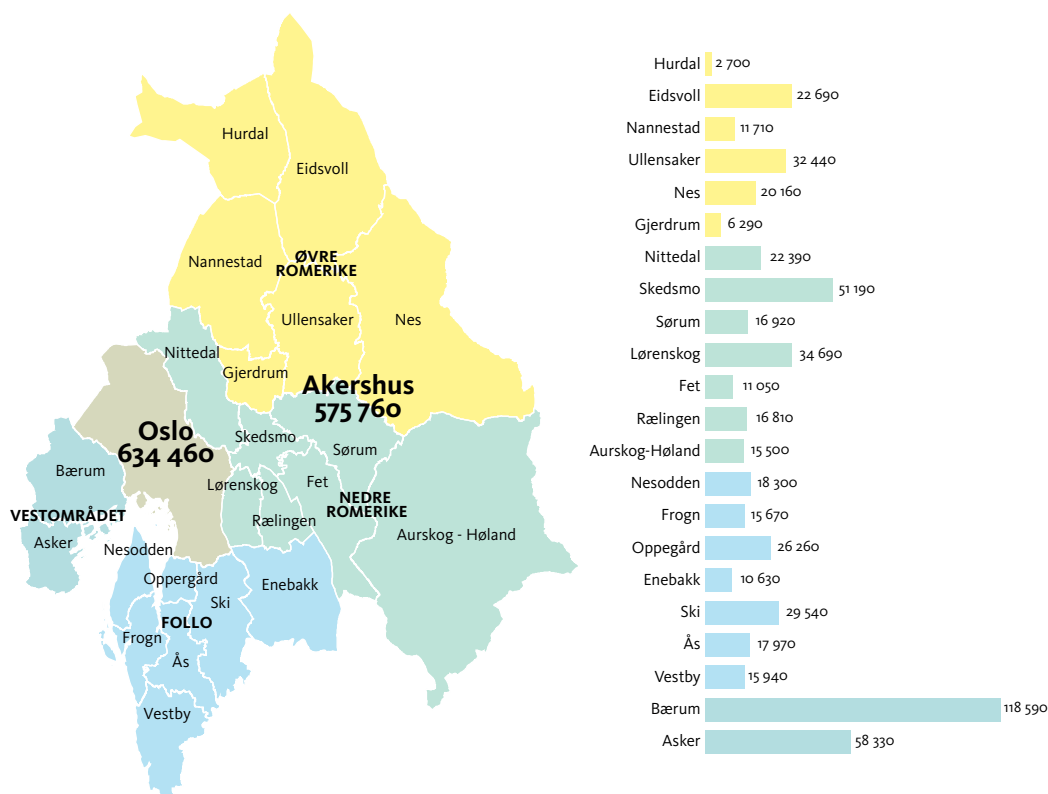 Hurdal
Eidsvoll
Nannestad
ØVRE
ROMERIKE
Ullensaker
Nes
Nittedal
Gjerdrum
Akershus
575 760
Oslo
634 460
Skedsmo
Sørum
Bærum
Lørenskog
Fet
NEDRE
ROMERIKE
VESTOMRÅDET
Rælingen
Aurskog - Høland
Asker
Nesodden
Oppergård
Enebakk
Ski
FOLLO
Frogn
Ås
Vestby
Hurdal 2 700
Eidsvoll 22 690
Nannestad 11 710
Ullensaker 32 440
Nes 20 160
Gjerdrum 6 290
Nittedal 22 390
Skedsmo 51 190
Sørum 16 920
Lørenskog 34 690
Fet 11 050
Rælingen 16 810
Aurskog-Høland 15 500
Nesodden 18 300
Frogn 15 670
Oppegård 26 260
Enebakk 10 630
Ski 29 540
Ås 17 970
Vestby 15 940
Bærum 118 590
Asker 58 330